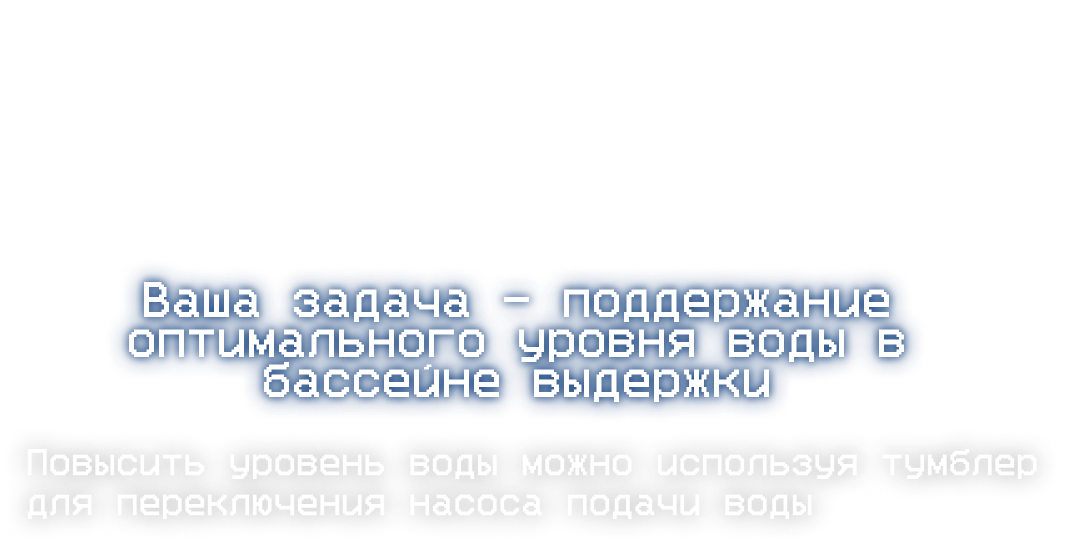 Ваша задача - поддержание
оптимального уровня воды в
бассейне выдержки
Повысить уровень воды можно используя тумблер
для переключения насоса подачи воды